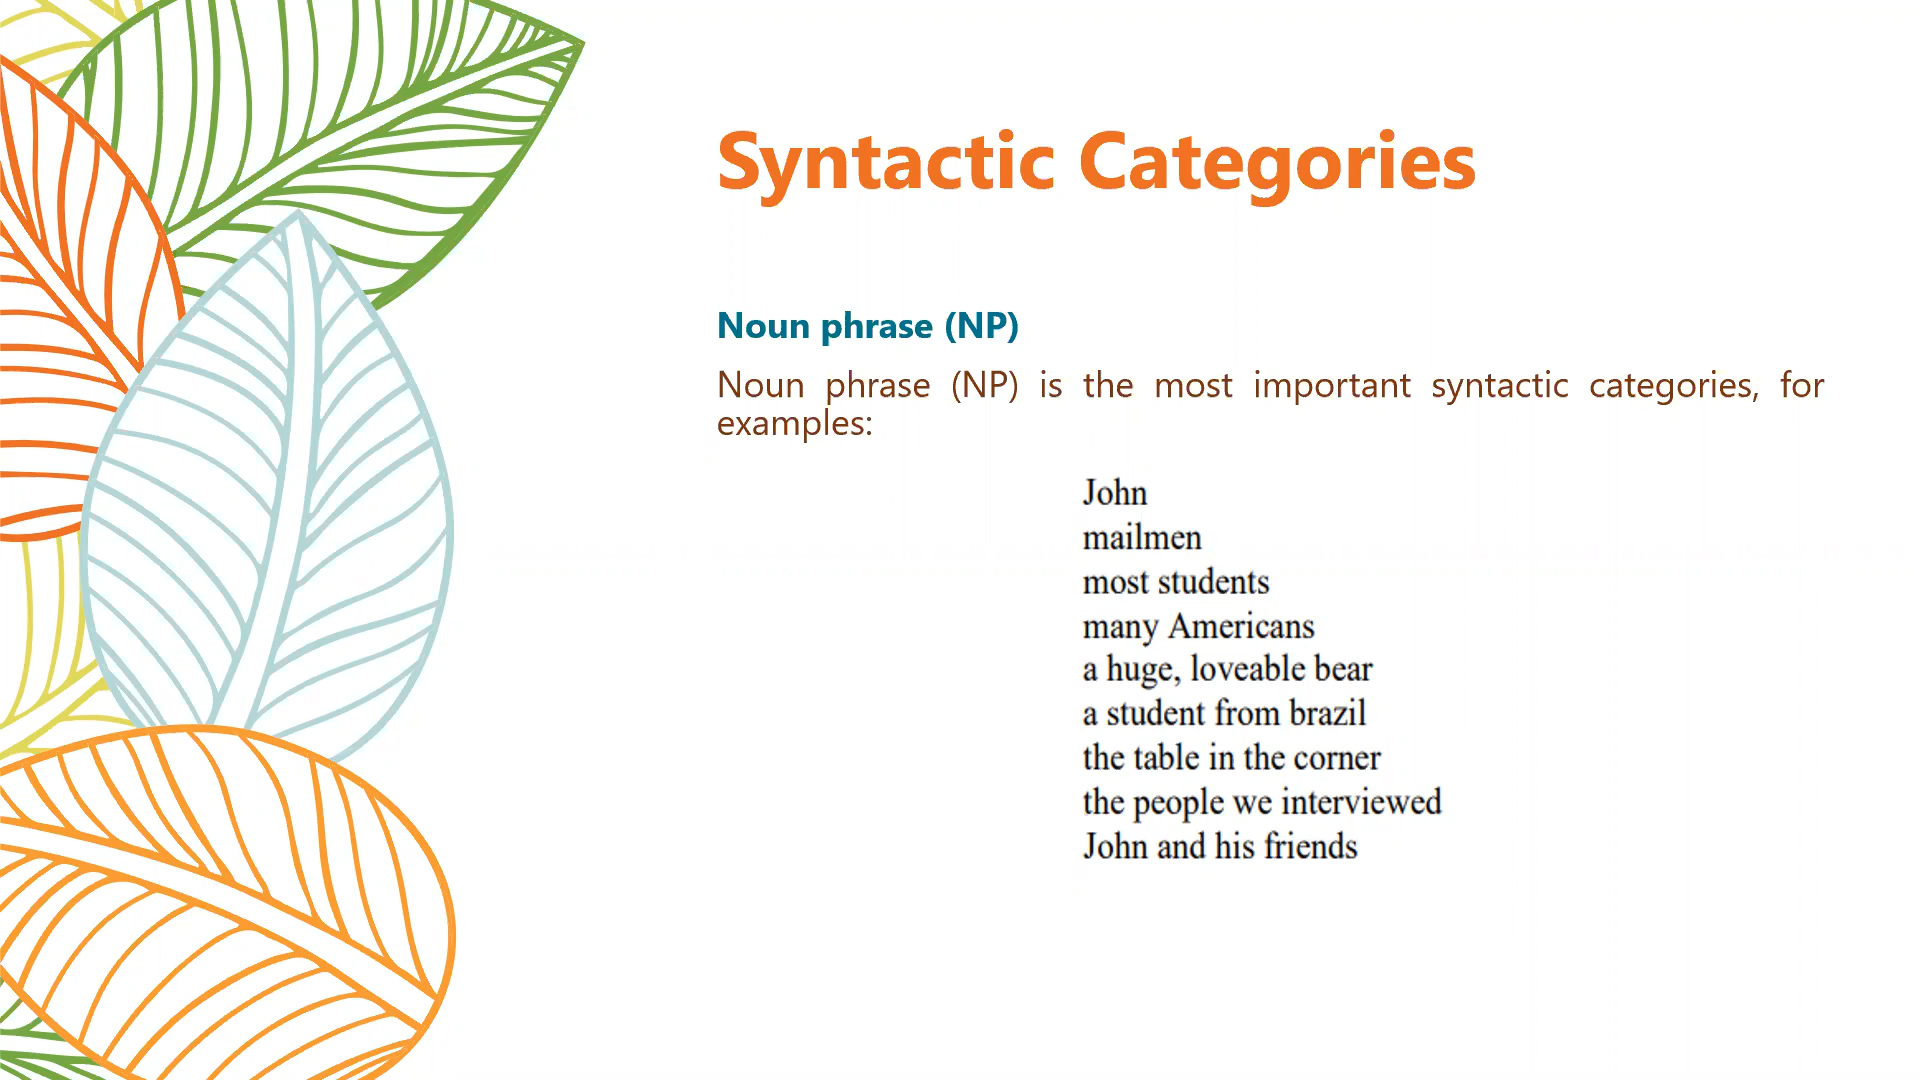 Syntactic Categories
Noun phrase (NP)
Noun phrase (NP) is the most important syntactic categories, for
examples:
John
mailmen
most students
many Americans
a huge, loveable bear
a student from brazil
the table in the corner
the people we interviewed
John and his friends